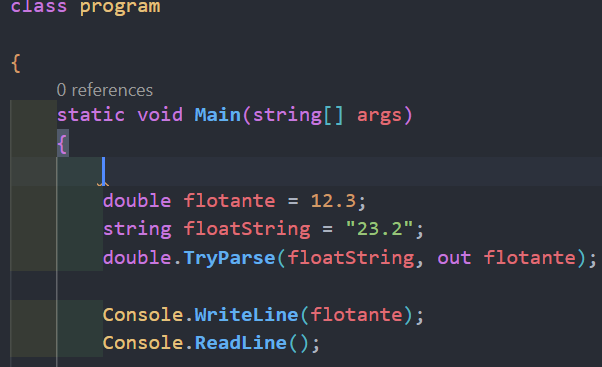 class program
{
0 references
static void Main(string[] args)
{
double flotante = 12.3;
string floatString = "23.2";
double.TryParse(floatString, out flotante);
Console.WriteLine(flotante);
Console.ReadLine();